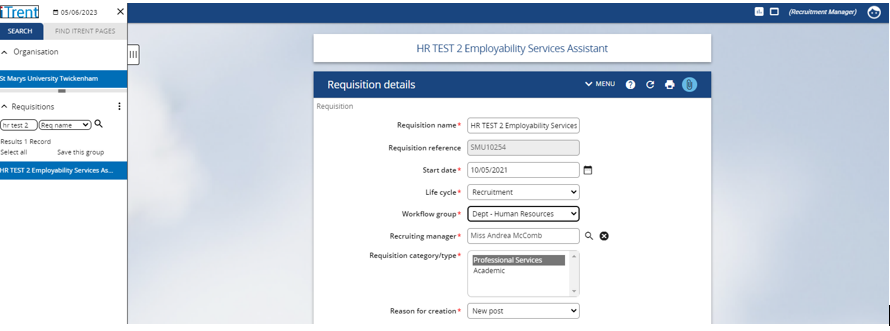 iTrent
05/06/2023
(Recruitment Manager)
SEARCH
FIND ITRENT PAGES
Organisation
St Marys University Twickenham
Requisitions
hr test 2
Req name
Results 1 Record
Select all
Save this group
HR TEST 2 Employability Services As...
HR TEST 2 Employability Services Assistant
Requisition details
MENU
Requisition
Requisition name* HR TEST 2 Employability Services
Requisition reference SMU10254
Start date* 10/05/2021
Life cycle* Recruitment
Workflow group* Dept - Human Resources
Recruiting manager* Miss Andrea McComb
Requisition category/type* Professional Services
Academic
Reason for creation* New post